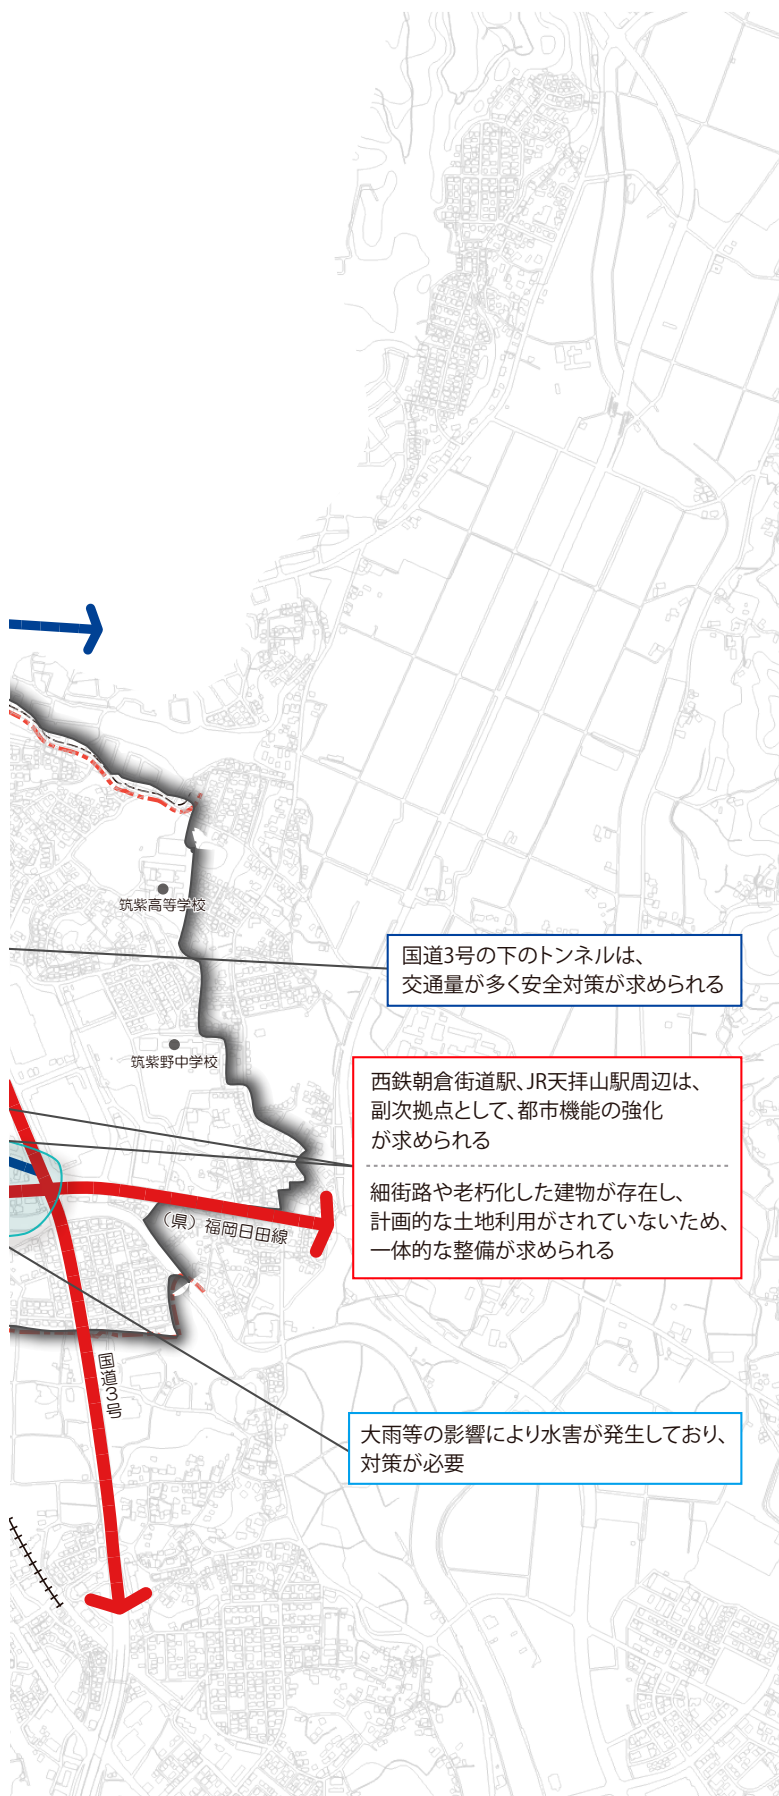 筑紫高等学校
国道3号の下のトンネルは、
交通量が多く安全対策が求められる
筑紫野中学校
西鉄朝倉街道駅、JR天拝山駅周辺は、
副次拠点として、都市機能の強化
が求められる
細街路や老朽化した建物が存在し、
計画的な土地利用がされていないため、
一体的な整備が求められる
（県）福岡日田線
国道3号
大雨等の影響により水害が発生しており、
対策が必要